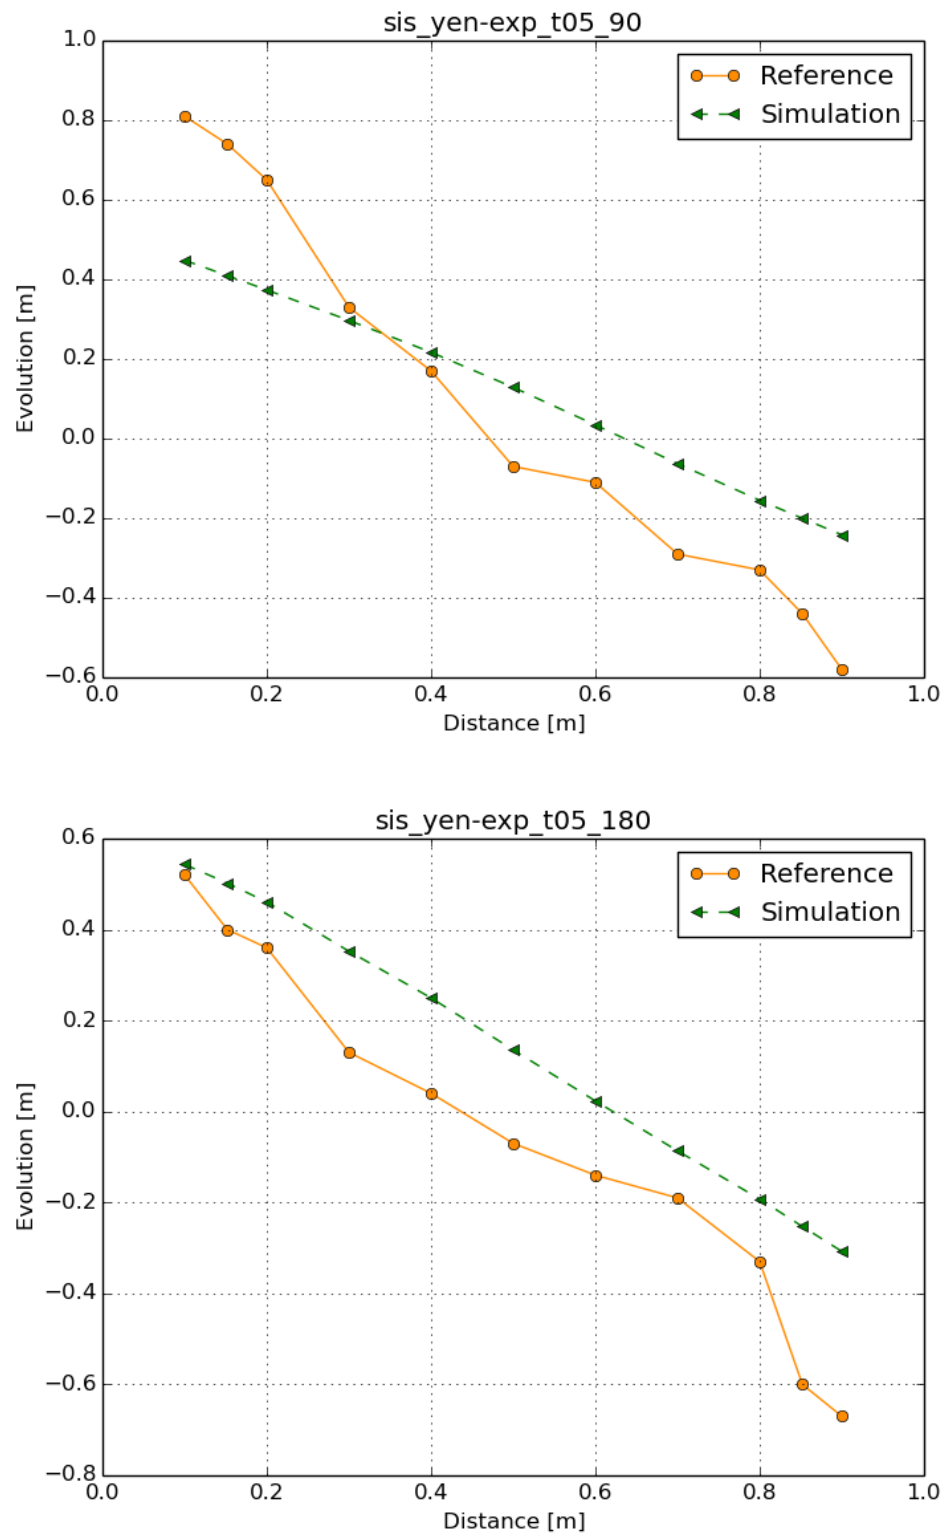 sis_yen-exp_t05_90
1.0
0.8
0.6
0.4
0.2
0.0
−0.2
−0.4
−0.6
Evolution [m]
Reference
Simulation
0.0 0.2 0.4 0.6 0.8 1.0
Distance [m]
sis_yen-exp_t05_180
0.6
0.4
0.2
0.0
−0.2
−0.4
−0.6
−0.8
Evolution [m]
Reference
Simulation
0.0 0.2 0.4 0.6 0.8 1.0
Distance [m]